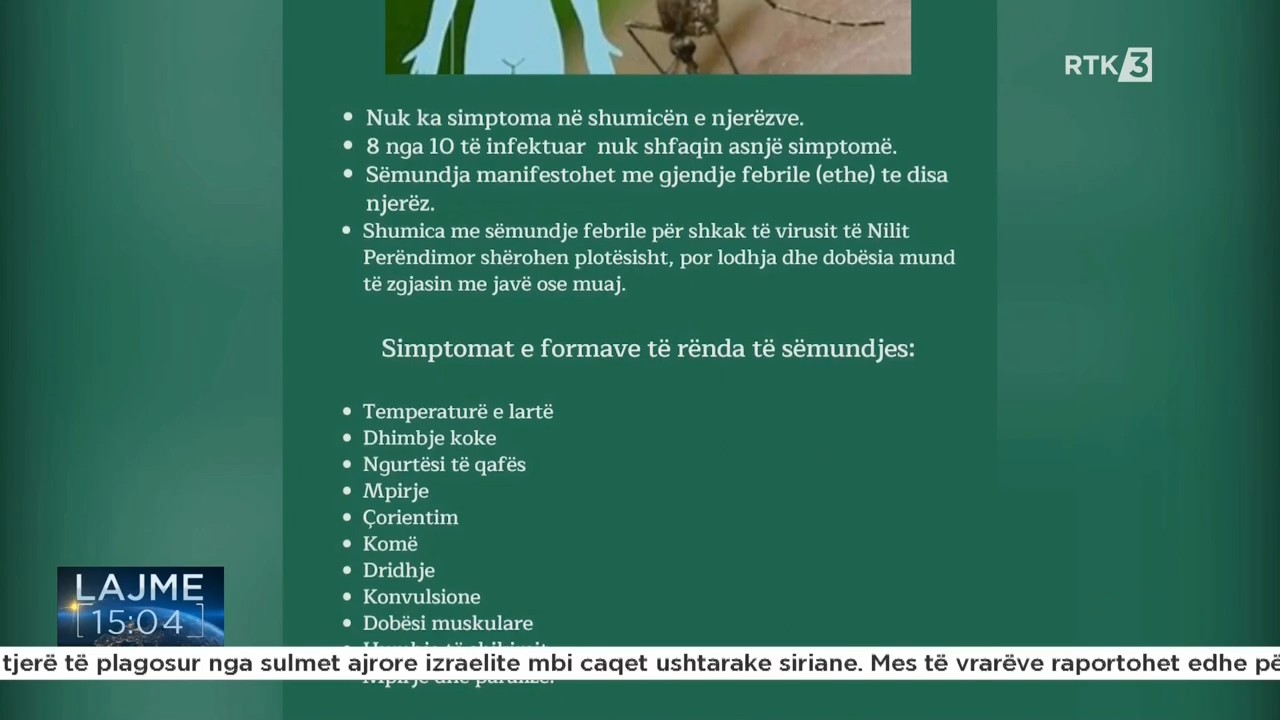 RTK 3
Nuk ka simptoma në shumicën e njerëzve.
8 nga 10 të infektuar nuk shfaqin asnjë simptomë.
Sëmundja manifestohet me gjendje febrile (ethe) te disa
njerëz.
Shumica me sëmundje febrile për shkak të virusit të Nilit
Perëndimor shërohen plotësisht, por lodhja dhe dobësia mund
të zgjasin me javë ose muaj.
Simptomat e formave të rënda të sëmundjes:
Temperaturë e lartë
Dhimbje koke
Ngurtësi të qafës
Mpirje
Çorientim
Komë
Dridhje
Konvulsione
Dobësi muskulare
LAJME
15:04
tjerë të plagosur nga sulmet ajrore izraelite mbi caqet ushtarake siriane. Mes të vrarëve raportohet edhe pë